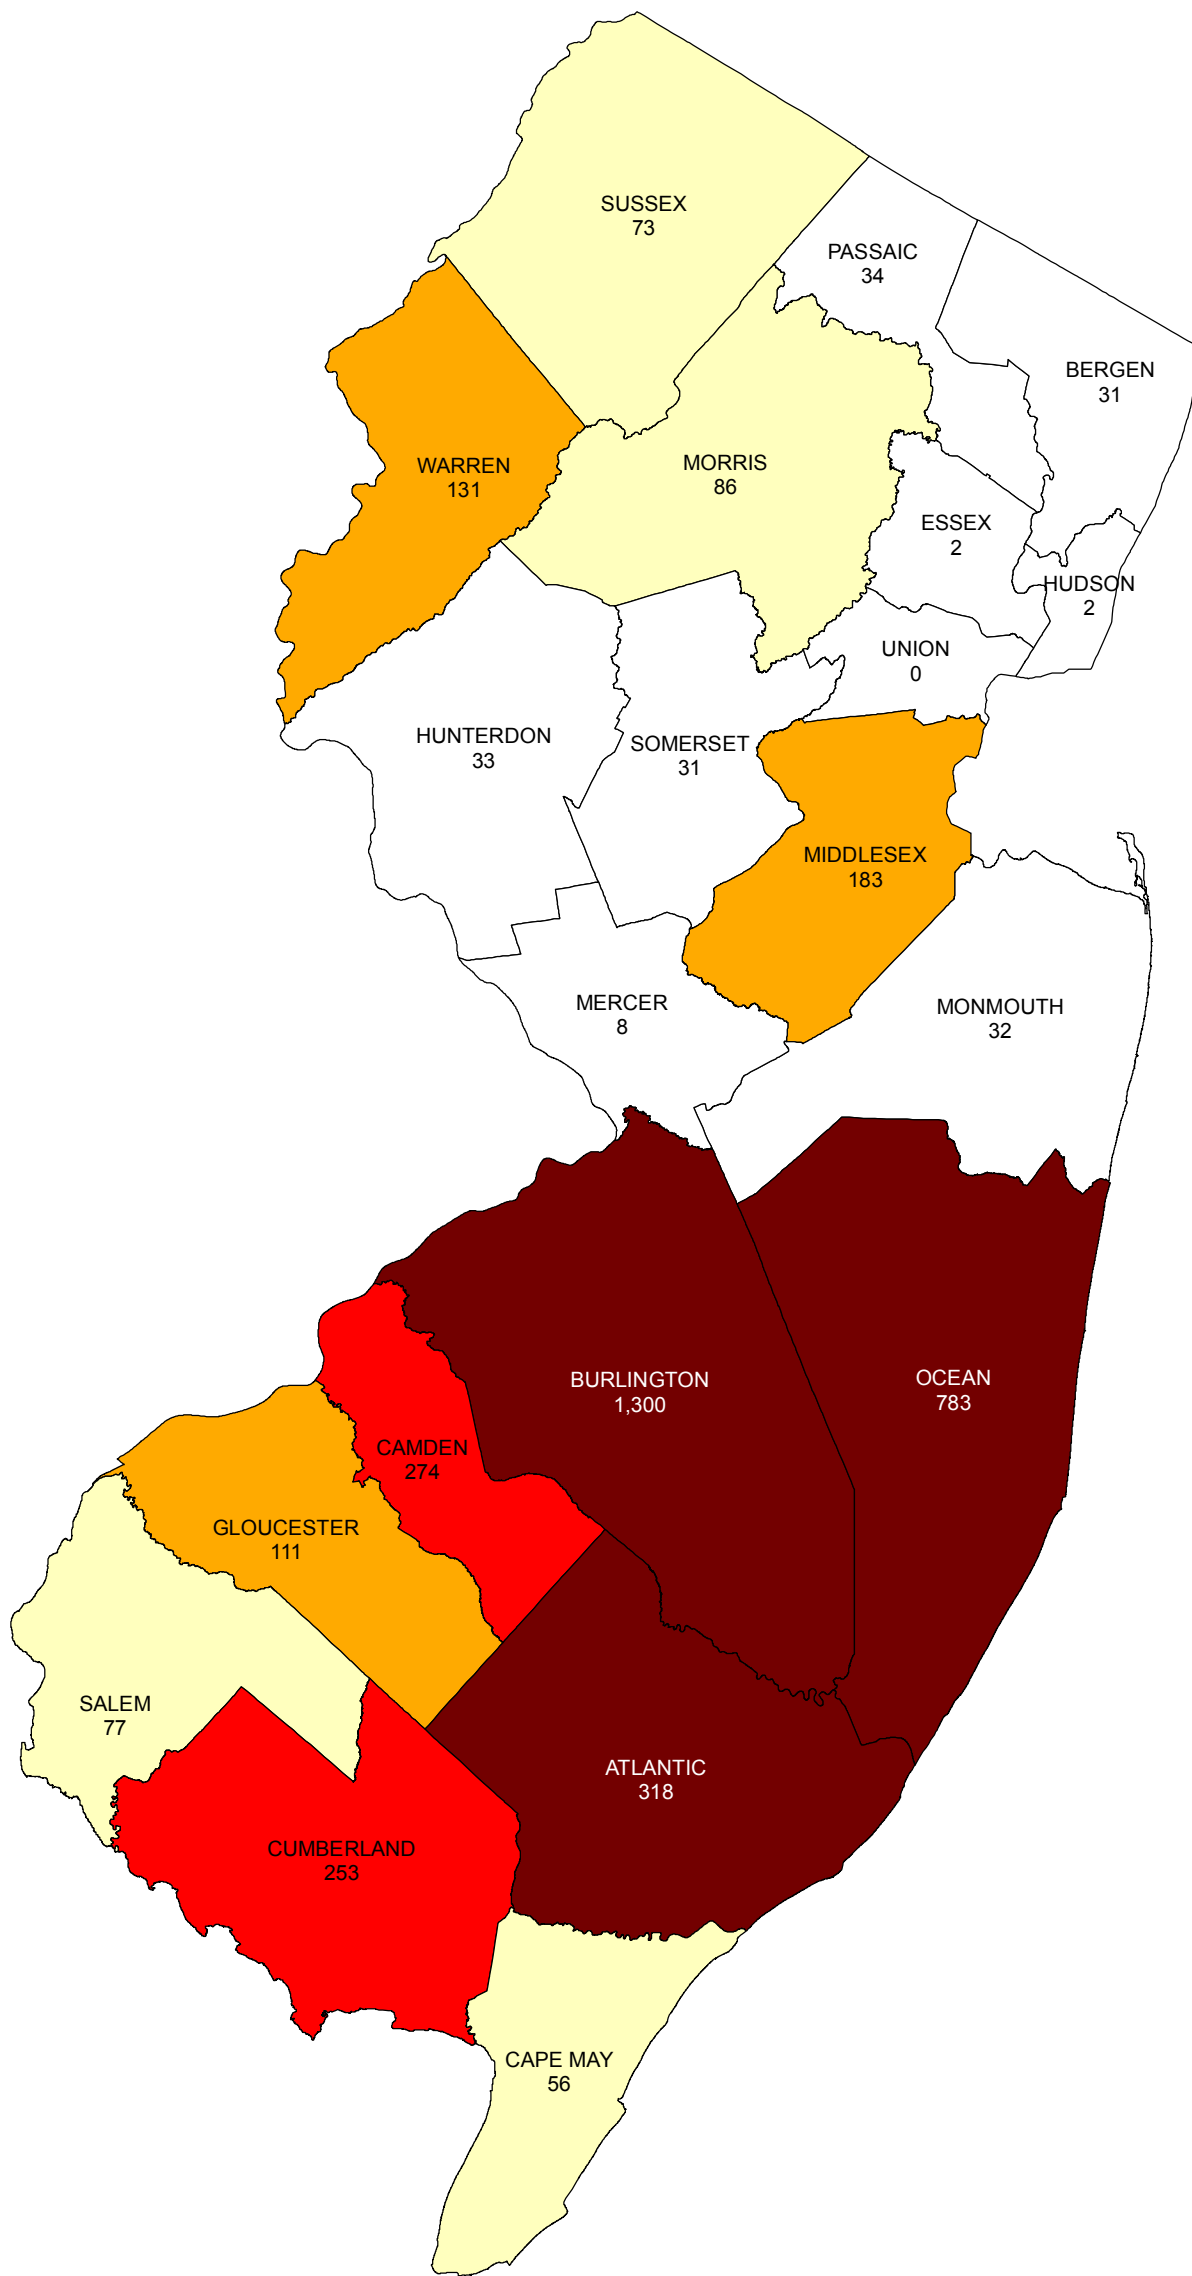 SUSSEX
73
PASSAIC
34
BERGEN
31
WARREN
131
MORRIS
86
ESSEX
2
HUDSON
2
UNION
0
HUNTERDON
33
SOMERSET
31
MIDDLESEX
183
MERCER
8
MONMOUTH
32
BURLINGTON
1,300
OCEAN
783
CAMDEN
274
GLOUCESTER
111
SALEM
77
ATLANTIC
318
CUMBERLAND
253
CAPE MAY
56